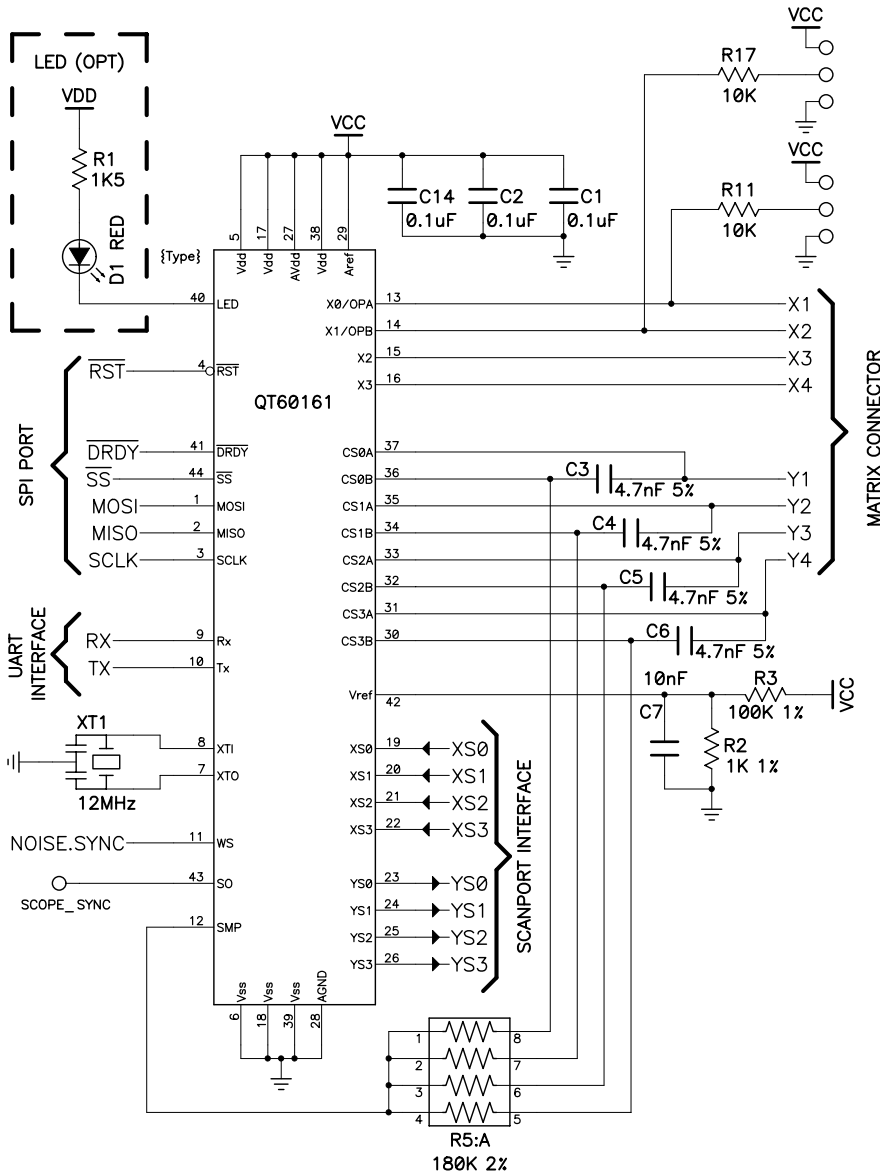 LED (OPT)
VDD
R1
1K5
D1 RED
VCC
C14
0.1uF
C2
0.1uF
C1
0.1uF
VCC
R17
10K
VCC
R11
10K
{Type}
5
17
27
38
29
Vdd
Vdd
AVdd
Vdd
Aref
QT60161
40
LED
4
RST
RST
SPI PORT
DRDY
41
DRDY
SS
44
SS
MOSI
1
MOSI
MISO
2
MISO
SCLK
3
SCLK
UART
INTERFACE
RX
9
Rx
TX
10
Tx
XT1
12MHz
8
XTI
7
XTO
NOISE.SYNC
11
WS
SCOPE_SYNC
43
SO
12
SMP
Vss
Vss
Vss
AGND
6
18
39
28
X0/OPA
13
X1
X1/OPB
14
X2
X2
15
X3
X3
16
X4
MATRIX CONNECTOR
CS0A
37
CS0B
36
C3
4.7nF 5%
Y1
CS1A
35
Y2
CS1B
34
C4
4.7nF 5%
Y3
CS2A
33
Y4
CS2B
32
C5
4.7nF 5%
CS3A
31
CS3B
30
C6
4.7nF 5%
Vref
42
10nF
C7
R3
100K 1%
VCC
R2
1K 1%
XS0
19
XS0
XS1
20
XS1
XS2
21
XS2
XS3
22
XS3
YS0
23
YS0
YS1
24
YS1
YS2
25
YS2
YS3
26
YS3
SCANPORT INTERFACE
1
8
2
7
3
6
4
5
R5:A
180K 2%